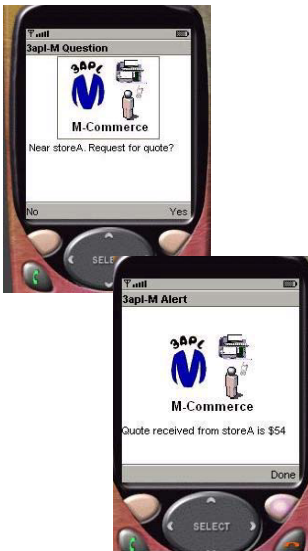 3apl-M Question
3APL
M
M-Commerce
Near storeA. Request for quote?
No Yes
SELE
3apl-M Alert
3APL
M
M-Commerce
Quote received from storeA is $54
Done
SELECT